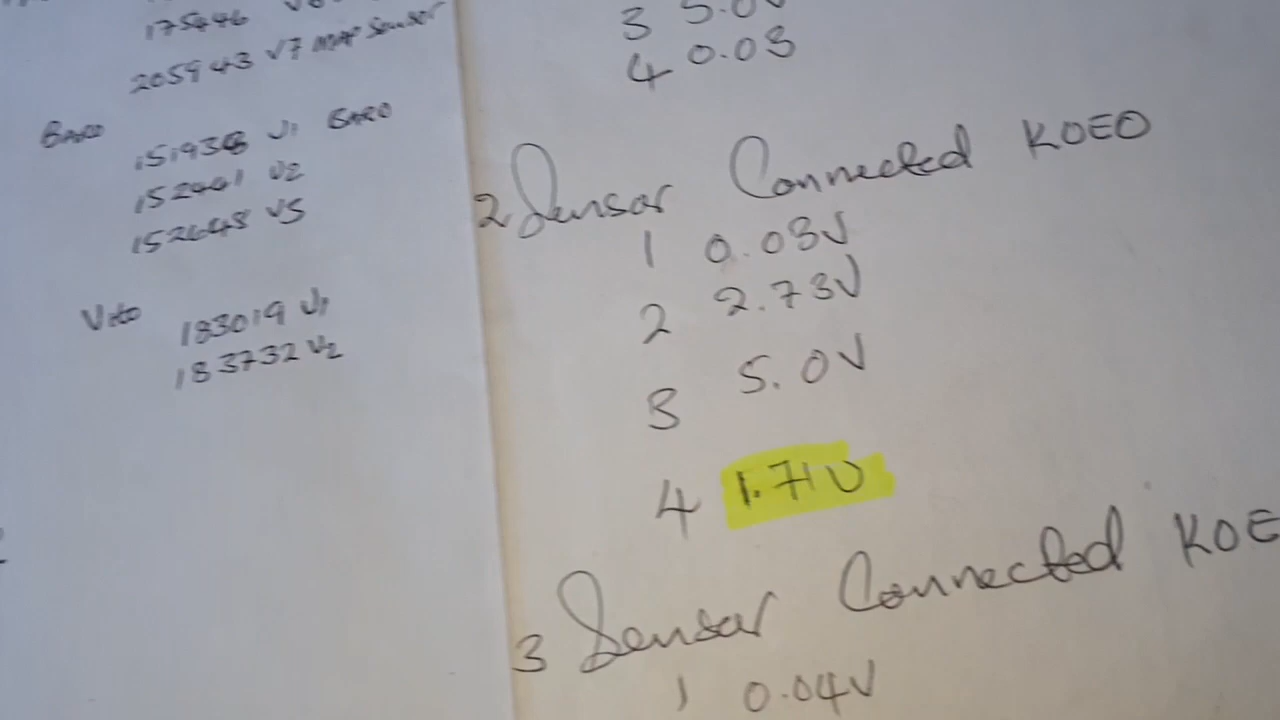 175446
205943 V7 MAP Sensor
Baro
151938 V1 BARO
152441 V2
152648 V5
Vito
183019 V1
183732 V2
3 5.0V
4 0.03
2 Sensor Connected KOEO
1 0.03V
2 2.73V
3 5.0V
4 1.71V
3 Sensor Connected KOE
1 0.04V